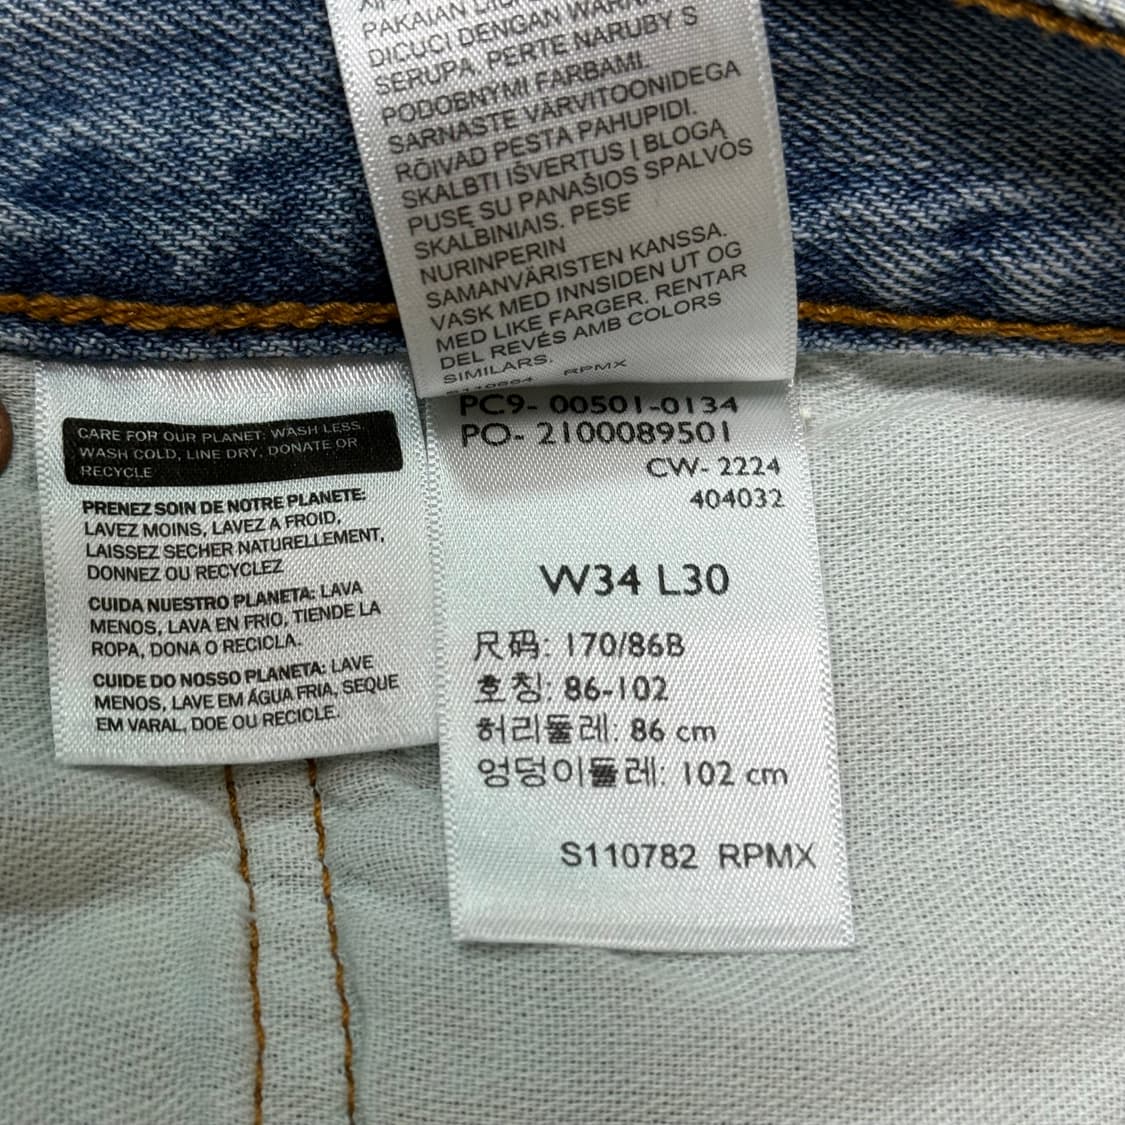 PAKAIAN
DICUCI DENGAN
SERUPA. PERTE NARUBY S
PODOBNYMI FARBAMI.
SARNASTE VÄRVITOONIDEGA
RÕIVAD PESTA PAHUPIDI.
SKALBTI IŠVERTUS Į BLOGĄ
PUSĘ SU PANAŠIOS SPALVOS
SKALBINIAIS. PESE
NURINPERIN
SAMANVÄRISTEN KANSSA.
VASK MED INNSIDEN UT OG
MED LIKE FARGER. RENTAR
DEL REVÉS AMB COLORS
SIMILARS.
RPMX
CARE FOR OUR PLANET: WASH LESS,
WASH COLD, LINE DRY, DONATE OR
RECYCLE
PRENEZ SOIN DE NOTRE PLANETE:
LAVEZ MOINS, LAVEZ A FROID,
LAISSEZ SECHER NATURELLEMENT,
DONNEZ OU RECYCLEZ
CUIDA NUESTRO PLANETA: LAVA
MENOS, LAVA EN FRIO, TIENDE LA
ROPA, DONA O RECICLA.
CUIDE DO NOSSO PLANETA: LAVE
MENOS, LAVE EM ÁGUA FRIA, SEQUE
EM VARAL, DOE OU RECICLE.
PC9- 00501-0134
PO- 2100089501
CW- 2224
404032
W34 L30
尺码: 170/86B
호칭: 86-102
허리둘레: 86 cm
엉덩이둘레: 102 cm
S110782 RPMX